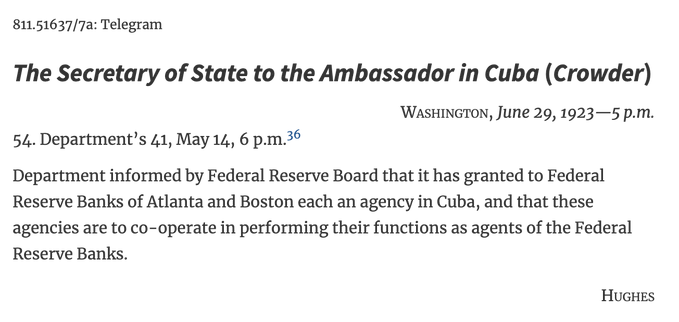 811.51637/7a: Telegram
The Secretary of State to the Ambassador in Cuba (Crowder)
Washington, June 29, 1923—5 p.m.
54. Department’s 41, May 14, 6 p.m.36
Department informed by Federal Reserve Board that it has granted to Federal
Reserve Banks of Atlanta and Boston each an agency in Cuba, and that these
agencies are to co-operate in performing their functions as agents of the Federal
Reserve Banks.
Hughes